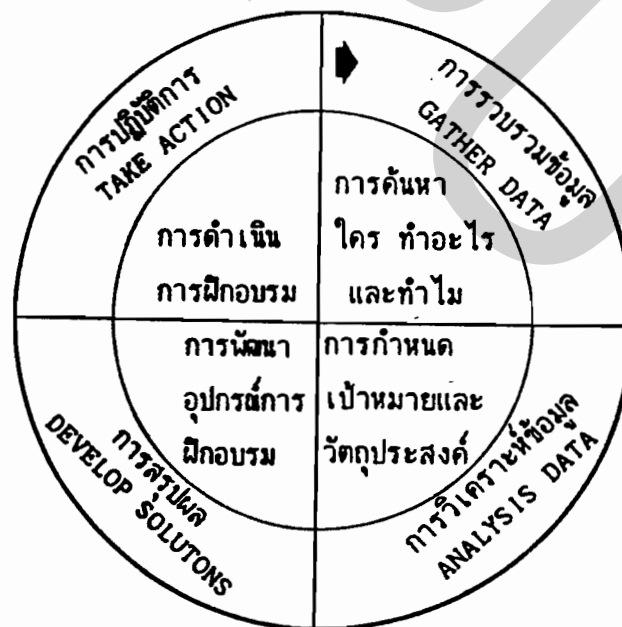 การรวบรวมข้อมูล
GATHER DATA
การค้นหา
ใคร ทำอะไร
และทำไม
การวิเคราะห์ข้อมูล
ANALYSIS DATA
การกำหนด
เป้าหมายและ
วัตถุประสงค์
การสรุปผล
DEVELOP SOLUTONS
การพัฒนา
อุปกรณ์การ
ฝึกอบรม
การปฏิบัติการ
TAKE ACTION
การดำเนิน
การฝึกอบรม